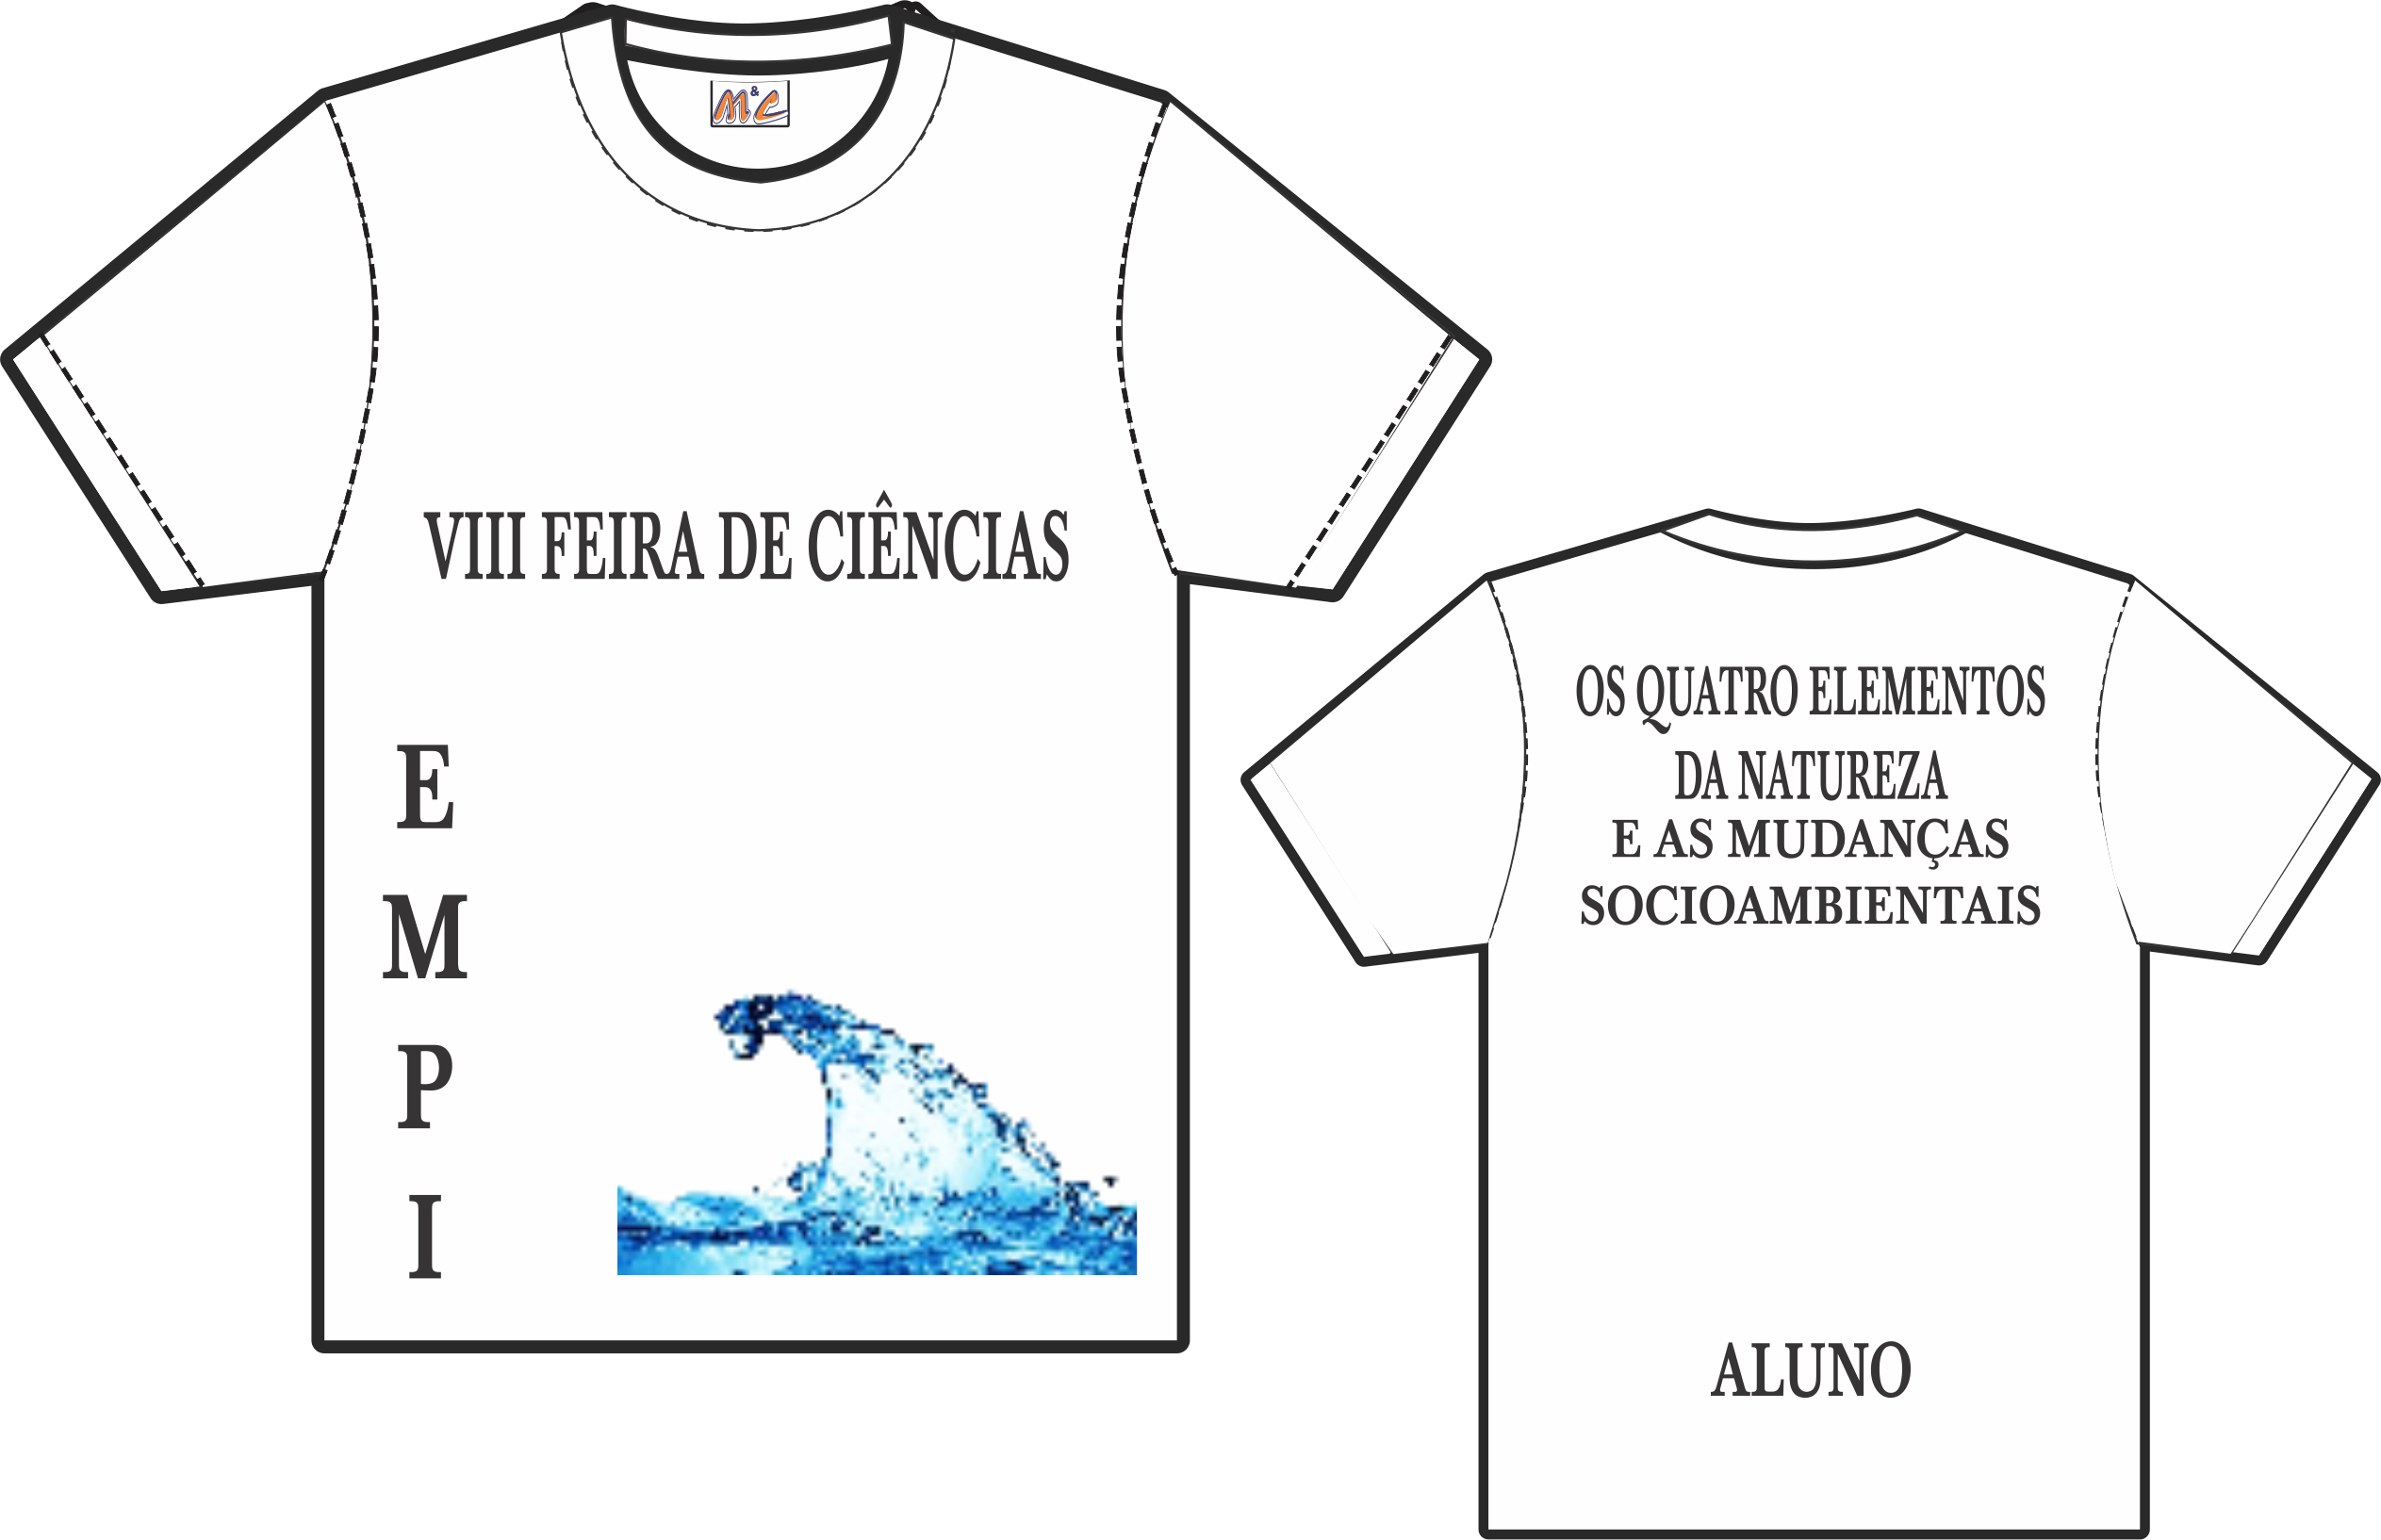 M&C
VIII FEIRA DE CIÊNCIAS
E
M
P
I
OS QUATRO ELEMENTOS
DA NATUREZA
E AS MUDANÇAS
SOCIOAMBIENTAIS
ALUNO